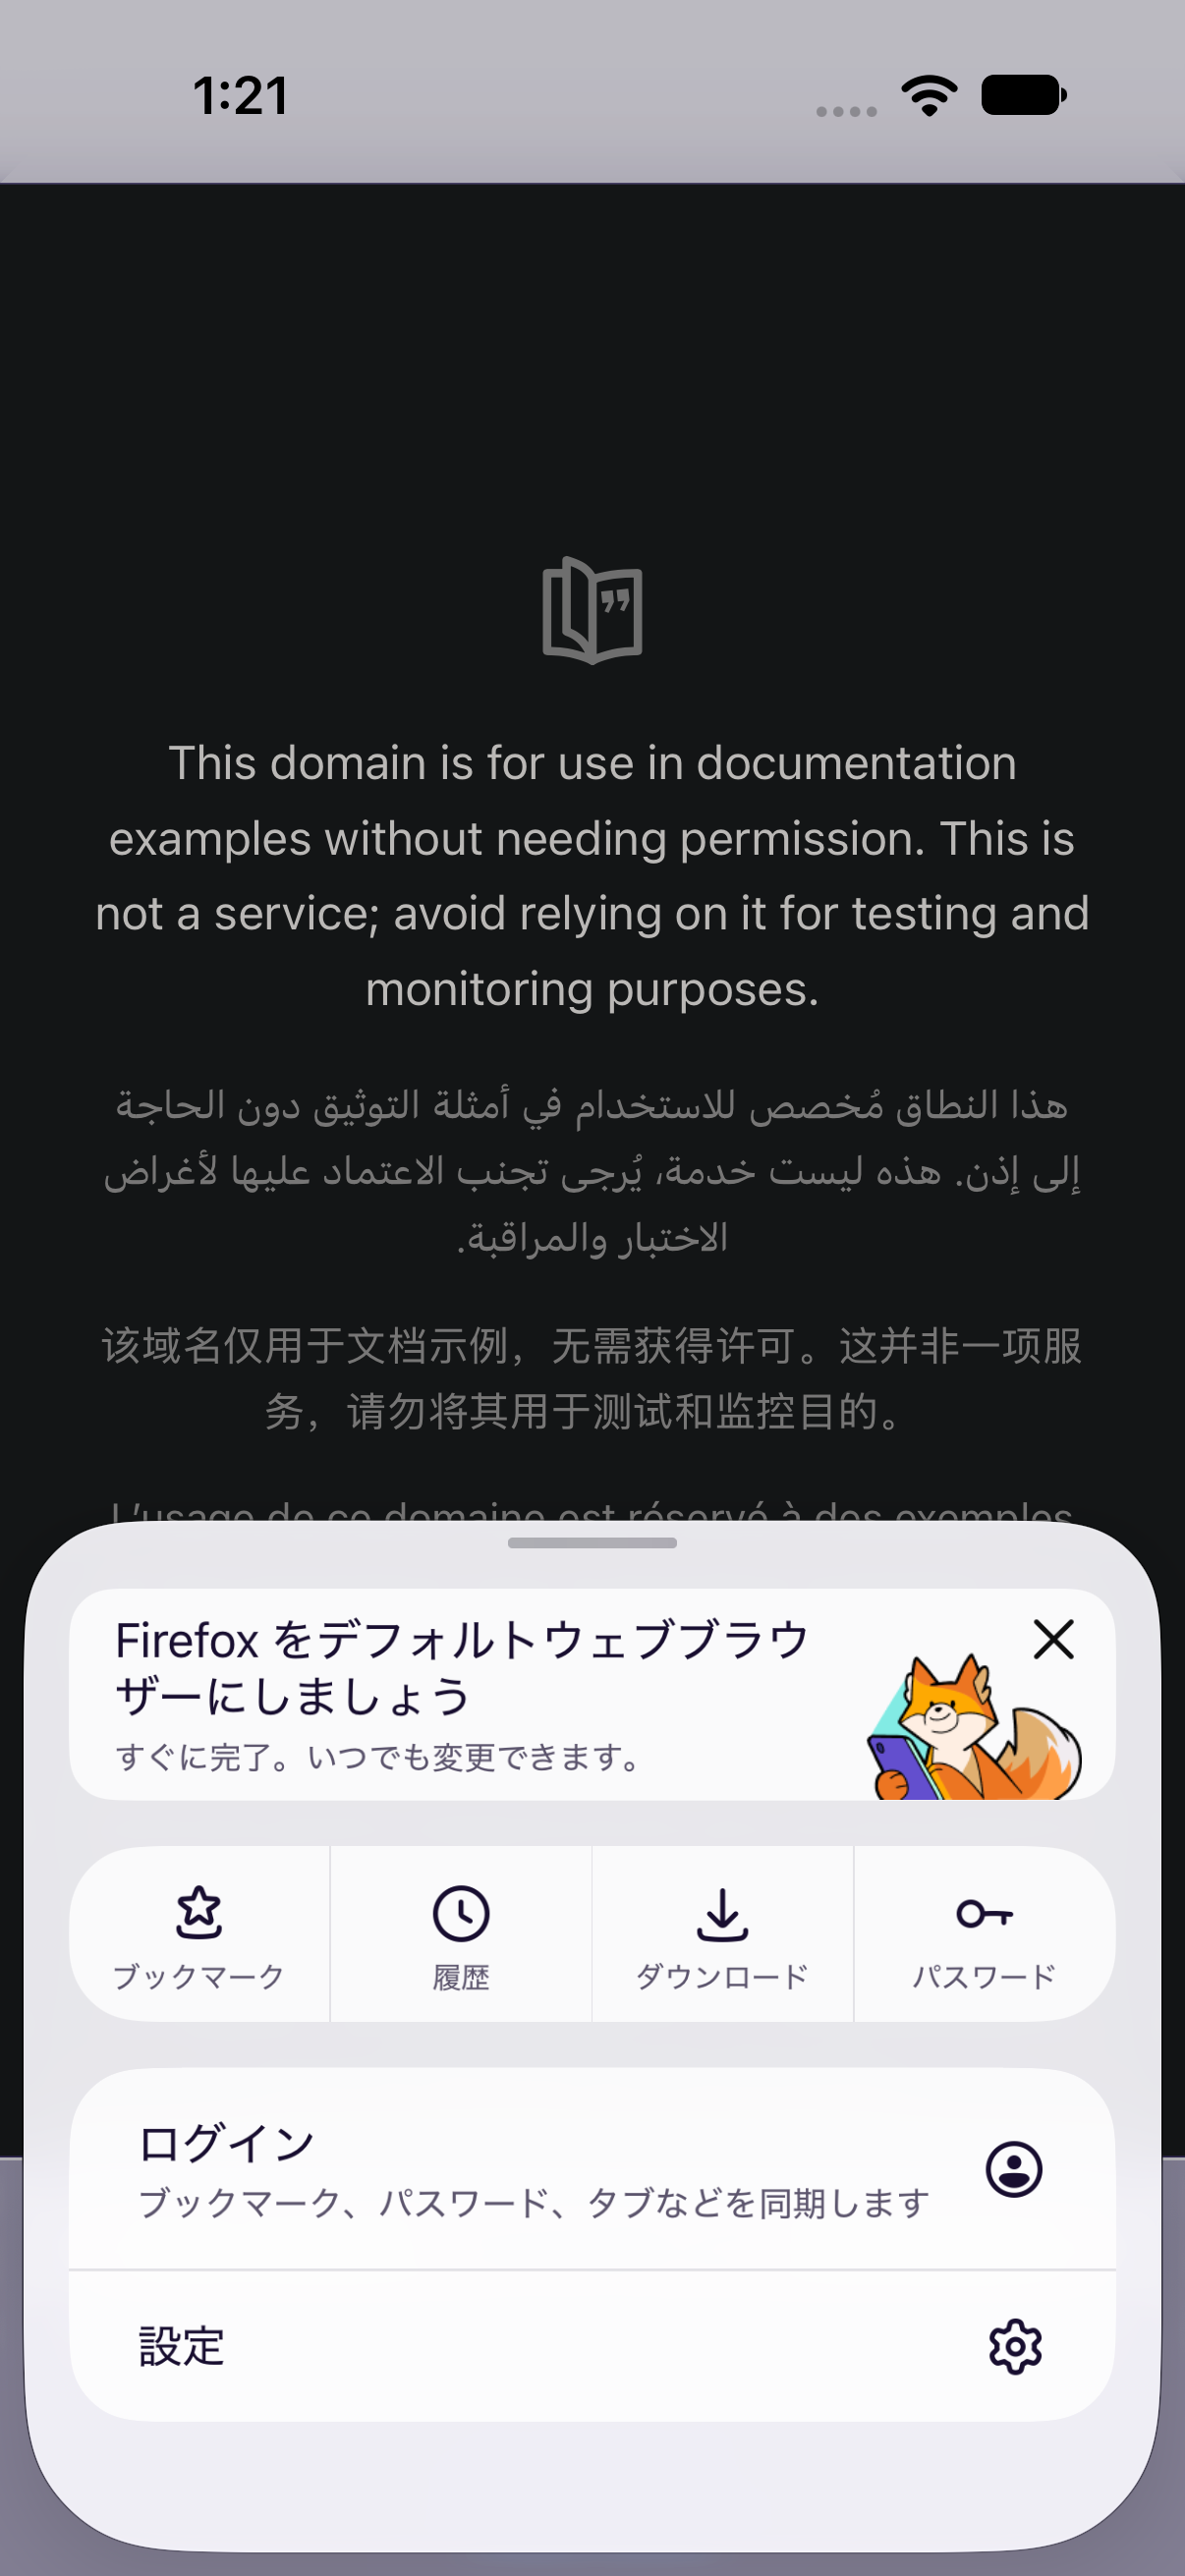 1:21
This domain is for use in documentation
examples without needing permission. This is
not a service; avoid relying on it for testing and
monitoring purposes.
هذا النطاق مُخصص للاستخدام في أمثلة التوثيق دون الحاجة
إلى إذن. هذه ليست خدمة، يُرجى تجنب الاعتماد عليها لأغراض
الاختبار والمراقبة.
该域名仅用于文档示例，无需获得许可。这并非一项服
务，请勿将其用于测试和监控目的。
L’usage de ce domaine est réservé à des exemples
Firefox をデフォルトウェブブラウ
ザーにしましょう
すぐに完了。いつでも変更できます。
ブックマーク
履歴
ダウンロード
パスワード
ログイン
ブックマーク、パスワード、タブなどを同期します
設定